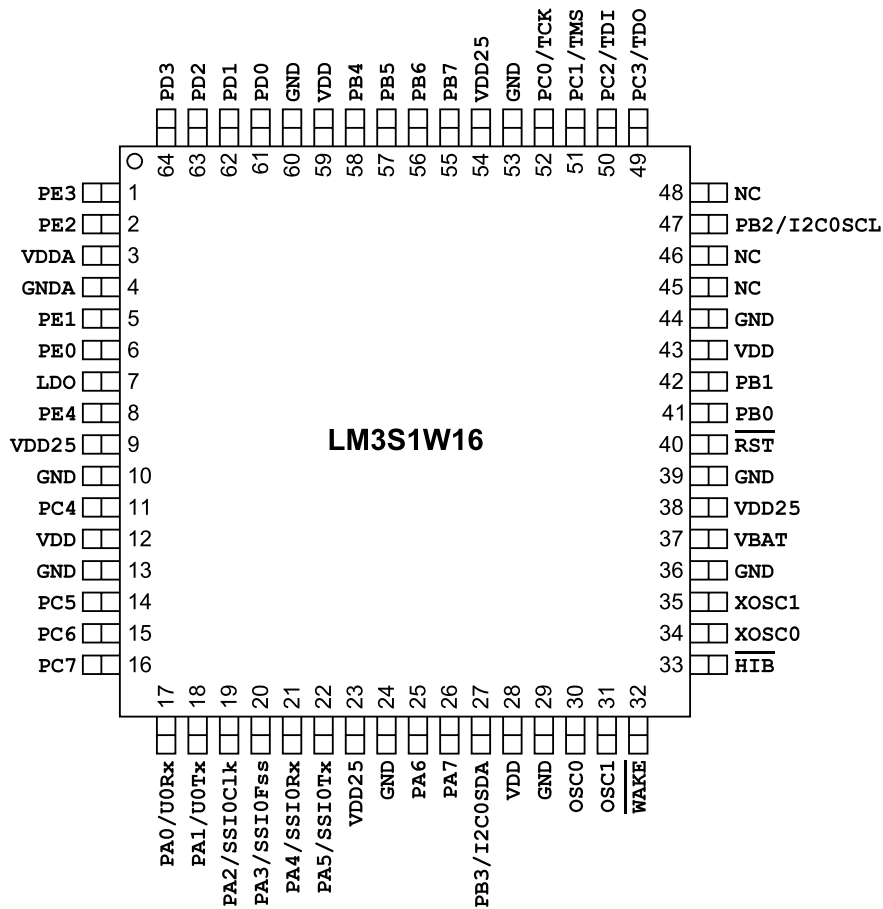 PD3
PD2
PD1
PD0
GND
VDD
PB4
PB5
PB6
PB7
VDD25
GND
PC0/TCK
PC1/TMS
PC2/TDI
PC3/TDO
64
63
62
61
60
59
58
57
56
55
54
53
52
51
50
49
PE3 1
PE2 2
VDDA 3
GNDA 4
PE1 5
PE0 6
LDO 7
PE4 8
VDD25 9
GND 10
PC4 11
VDD 12
GND 13
PC5 14
PC6 15
PC7 16
LM3S1W16
48 NC
47 PB2/I2C0SCL
46 NC
45 NC
44 GND
43 VDD
42 PB1
41 PB0
40 RST
39 GND
38 VDD25
37 VBAT
36 GND
35 XOSC1
34 XOSC0
33 HIB
17
18
19
20
21
22
23
24
25
26
27
28
29
30
31
32
PA0/U0Rx
PA1/U0Tx
PA2/SSI0Clk
PA3/SSI0Fss
PA4/SSI0Rx
PA5/SSI0Tx
VDD25
GND
PA6
PA7
PB3/I2C0SDA
VDD
GND
OSC0
OSC1
WAKE